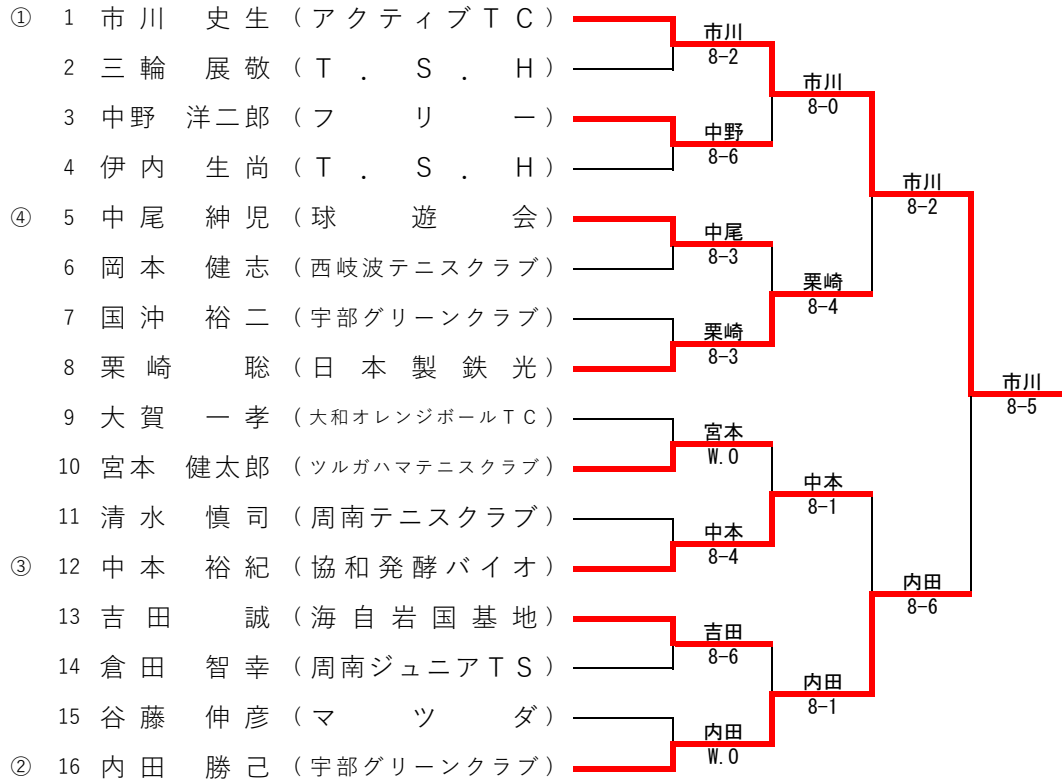 ① 1 市川 史生 (アクティブTC)
2 三輪 展敬 (T.S.H)
3 中野 洋二郎 (フリー)
4 伊内 生尚 (T.S.H)
④ 5 中尾 紳児 (球遊会)
6 岡本 健志 (西岐波テニスクラブ)
7 国沖 裕二 (宇部グリーンクラブ)
8 栗崎 聡 (日本製鉄光)
9 大賀 一孝 (大和オレンジボールTC)
10 宮本 健太郎 (ツルガハマテニスクラブ)
11 清水 慎司 (周南テニスクラブ)
③ 12 中本 裕紀 (協和発酵バイオ)
13 吉田 誠 (海自岩国基地)
14 倉田 智幸 (周南ジュニアTS)
15 谷藤 伸彦 (マツダ)
② 16 内田 勝己 (宇部グリーンクラブ)
市川
8-2
中野
8-6
中尾
8-3
栗崎
8-3
宮本
W.O
中本
8-4
吉田
8-6
内田
W.O
市川
8-0
栗崎
8-4
中本
8-1
内田
8-1
市川
8-2
内田
8-6
市川
8-5